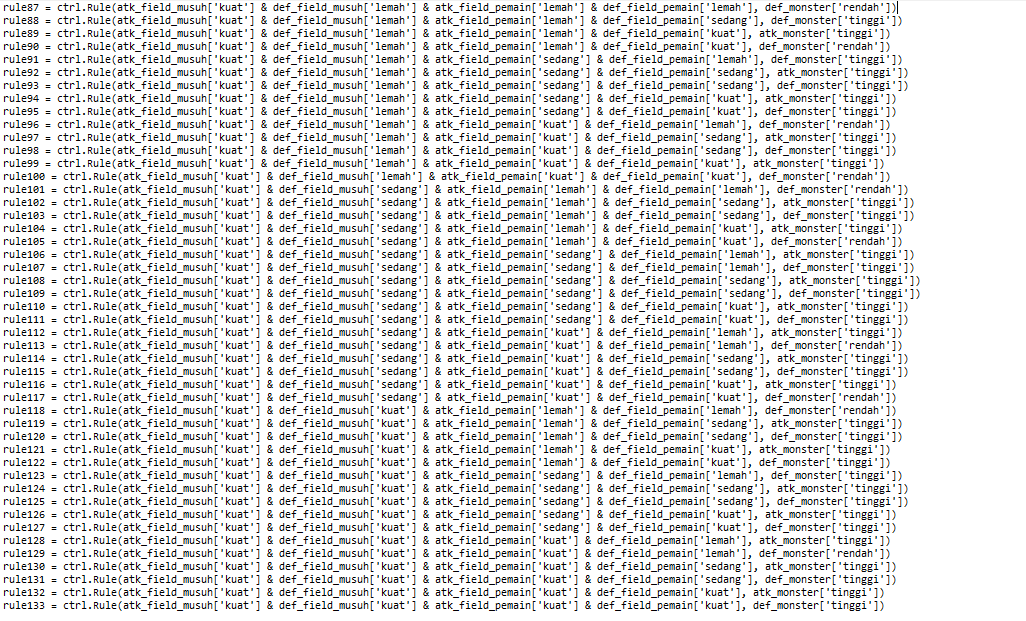 rule87 = ctrl.Rule(atk_field_musuh['kuat'] & def_field_musuh['lemah'] & atk_field_pemain['lemah'] & def_field_pemain['lemah'], def_monster['rendah'])
rule88 = ctrl.Rule(atk_field_musuh['kuat'] & def_field_musuh['lemah'] & atk_field_pemain['lemah'] & def_field_pemain['sedang'], def_monster['tinggi'])
rule89 = ctrl.Rule(atk_field_musuh['kuat'] & def_field_musuh['lemah'] & atk_field_pemain['lemah'] & def_field_pemain['kuat'], atk_monster['tinggi'])
rule90 = ctrl.Rule(atk_field_musuh['kuat'] & def_field_musuh['lemah'] & atk_field_pemain['lemah'] & def_field_pemain['kuat'], def_monster['rendah'])
rule91 = ctrl.Rule(atk_field_musuh['kuat'] & def_field_musuh['lemah'] & atk_field_pemain['sedang'] & def_field_pemain['lemah'], def_monster['tinggi'])
rule92 = ctrl.Rule(atk_field_musuh['kuat'] & def_field_musuh['lemah'] & atk_field_pemain['sedang'] & def_field_pemain['sedang'], atk_monster['tinggi'])
rule93 = ctrl.Rule(atk_field_musuh['kuat'] & def_field_musuh['lemah'] & atk_field_pemain['sedang'] & def_field_pemain['sedang'], def_monster['tinggi'])
rule94 = ctrl.Rule(atk_field_musuh['kuat'] & def_field_musuh['lemah'] & atk_field_pemain['sedang'] & def_field_pemain['kuat'], atk_monster['tinggi'])
rule95 = ctrl.Rule(atk_field_musuh['kuat'] & def_field_musuh['lemah'] & atk_field_pemain['sedang'] & def_field_pemain['kuat'], def_monster['tinggi'])
rule96 = ctrl.Rule(atk_field_musuh['kuat'] & def_field_musuh['lemah'] & atk_field_pemain['kuat'] & def_field_pemain['lemah'], def_monster['rendah'])
rule97 = ctrl.Rule(atk_field_musuh['kuat'] & def_field_musuh['lemah'] & atk_field_pemain['kuat'] & def_field_pemain['sedang'], atk_monster['tinggi'])
rule98 = ctrl.Rule(atk_field_musuh['kuat'] & def_field_musuh['lemah'] & atk_field_pemain['kuat'] & def_field_pemain['sedang'], def_monster['tinggi'])
rule99 = ctrl.Rule(atk_field_musuh['kuat'] & def_field_musuh['lemah'] & atk_field_pemain['kuat'] & def_field_pemain['kuat'], atk_monster['tinggi'])
rule100 = ctrl.Rule(atk_field_musuh['kuat'] & def_field_musuh['lemah'] & atk_field_pemain['kuat'] & def_field_pemain['kuat'], def_monster['rendah'])
rule101 = ctrl.Rule(atk_field_musuh['kuat'] & def_field_musuh['sedang'] & atk_field_pemain['lemah'] & def_field_pemain['lemah'], def_monster['rendah'])
rule102 = ctrl.Rule(atk_field_musuh['kuat'] & def_field_musuh['sedang'] & atk_field_pemain['lemah'] & def_field_pemain['sedang'], atk_monster['tinggi'])
rule103 = ctrl.Rule(atk_field_musuh['kuat'] & def_field_musuh['sedang'] & atk_field_pemain['lemah'] & def_field_pemain['sedang'], def_monster['tinggi'])
rule104 = ctrl.Rule(atk_field_musuh['kuat'] & def_field_musuh['sedang'] & atk_field_pemain['lemah'] & def_field_pemain['kuat'], atk_monster['tinggi'])
rule105 = ctrl.Rule(atk_field_musuh['kuat'] & def_field_musuh['sedang'] & atk_field_pemain['lemah'] & def_field_pemain['kuat'], def_monster['rendah'])
rule106 = ctrl.Rule(atk_field_musuh['kuat'] & def_field_musuh['sedang'] & atk_field_pemain['sedang'] & def_field_pemain['lemah'], atk_monster['tinggi'])
rule107 = ctrl.Rule(atk_field_musuh['kuat'] & def_field_musuh['sedang'] & atk_field_pemain['sedang'] & def_field_pemain['lemah'], def_monster['tinggi'])
rule108 = ctrl.Rule(atk_field_musuh['kuat'] & def_field_musuh['sedang'] & atk_field_pemain['sedang'] & def_field_pemain['sedang'], atk_monster['tinggi'])
rule109 = ctrl.Rule(atk_field_musuh['kuat'] & def_field_musuh['sedang'] & atk_field_pemain['sedang'] & def_field_pemain['sedang'], def_monster['tinggi'])
rule110 = ctrl.Rule(atk_field_musuh['kuat'] & def_field_musuh['sedang'] & atk_field_pemain['sedang'] & def_field_pemain['kuat'], atk_monster['tinggi'])
rule111 = ctrl.Rule(atk_field_musuh['kuat'] & def_field_musuh['sedang'] & atk_field_pemain['sedang'] & def_field_pemain['kuat'], def_monster['tinggi'])
rule112 = ctrl.Rule(atk_field_musuh['kuat'] & def_field_musuh['sedang'] & atk_field_pemain['kuat'] & def_field_pemain['lemah'], atk_monster['tinggi'])
rule113 = ctrl.Rule(atk_field_musuh['kuat'] & def_field_musuh['sedang'] & atk_field_pemain['kuat'] & def_field_pemain['lemah'], def_monster['rendah'])
rule114 = ctrl.Rule(atk_field_musuh['kuat'] & def_field_musuh['sedang'] & atk_field_pemain['kuat'] & def_field_pemain['sedang'], atk_monster['tinggi'])
rule115 = ctrl.Rule(atk_field_musuh['kuat'] & def_field_musuh['sedang'] & atk_field_pemain['kuat'] & def_field_pemain['sedang'], def_monster['tinggi'])
rule116 = ctrl.Rule(atk_field_musuh['kuat'] & def_field_musuh['sedang'] & atk_field_pemain['kuat'] & def_field_pemain['kuat'], atk_monster['tinggi'])
rule117 = ctrl.Rule(atk_field_musuh['kuat'] & def_field_musuh['sedang'] & atk_field_pemain['kuat'] & def_field_pemain['kuat'], def_monster['rendah'])
rule118 = ctrl.Rule(atk_field_musuh['kuat'] & def_field_musuh['kuat'] & atk_field_pemain['lemah'] & def_field_pemain['lemah'], def_monster['rendah'])
rule119 = ctrl.Rule(atk_field_musuh['kuat'] & def_field_musuh['kuat'] & atk_field_pemain['lemah'] & def_field_pemain['sedang'], atk_monster['tinggi'])
rule120 = ctrl.Rule(atk_field_musuh['kuat'] & def_field_musuh['kuat'] & atk_field_pemain['lemah'] & def_field_pemain['sedang'], def_monster['tinggi'])
rule121 = ctrl.Rule(atk_field_musuh['kuat'] & def_field_musuh['kuat'] & atk_field_pemain['lemah'] & def_field_pemain['kuat'], atk_monster['tinggi'])
rule122 = ctrl.Rule(atk_field_musuh['kuat'] & def_field_musuh['kuat'] & atk_field_pemain['lemah'] & def_field_pemain['kuat'], def_monster['tinggi'])
rule123 = ctrl.Rule(atk_field_musuh['kuat'] & def_field_musuh['kuat'] & atk_field_pemain['sedang'] & def_field_pemain['lemah'], def_monster['tinggi'])
rule124 = ctrl.Rule(atk_field_musuh['kuat'] & def_field_musuh['kuat'] & atk_field_pemain['sedang'] & def_field_pemain['sedang'], atk_monster['tinggi'])
rule125 = ctrl.Rule(atk_field_musuh['kuat'] & def_field_musuh['kuat'] & atk_field_pemain['sedang'] & def_field_pemain['sedang'], def_monster['tinggi'])
rule126 = ctrl.Rule(atk_field_musuh['kuat'] & def_field_musuh['kuat'] & atk_field_pemain['sedang'] & def_field_pemain['kuat'], atk_monster['tinggi'])
rule127 = ctrl.Rule(atk_field_musuh['kuat'] & def_field_musuh['kuat'] & atk_field_pemain['sedang'] & def_field_pemain['kuat'], def_monster['tinggi'])
rule128 = ctrl.Rule(atk_field_musuh['kuat'] & def_field_musuh['kuat'] & atk_field_pemain['kuat'] & def_field_pemain['lemah'], atk_monster['tinggi'])
rule129 = ctrl.Rule(atk_field_musuh['kuat'] & def_field_musuh['kuat'] & atk_field_pemain['kuat'] & def_field_pemain['lemah'], def_monster['rendah'])
rule130 = ctrl.Rule(atk_field_musuh['kuat'] & def_field_musuh['kuat'] & atk_field_pemain['kuat'] & def_field_pemain['sedang'], atk_monster['tinggi'])
rule131 = ctrl.Rule(atk_field_musuh['kuat'] & def_field_musuh['kuat'] & atk_field_pemain['kuat'] & def_field_pemain['sedang'], def_monster['tinggi'])
rule132 = ctrl.Rule(atk_field_musuh['kuat'] & def_field_musuh['kuat'] & atk_field_pemain['kuat'] & def_field_pemain['kuat'], atk_monster['tinggi'])
rule133 = ctrl.Rule(atk_field_musuh['kuat'] & def_field_musuh['kuat'] & atk_field_pemain['kuat'] & def_field_pemain['kuat'], def_monster['tinggi'])